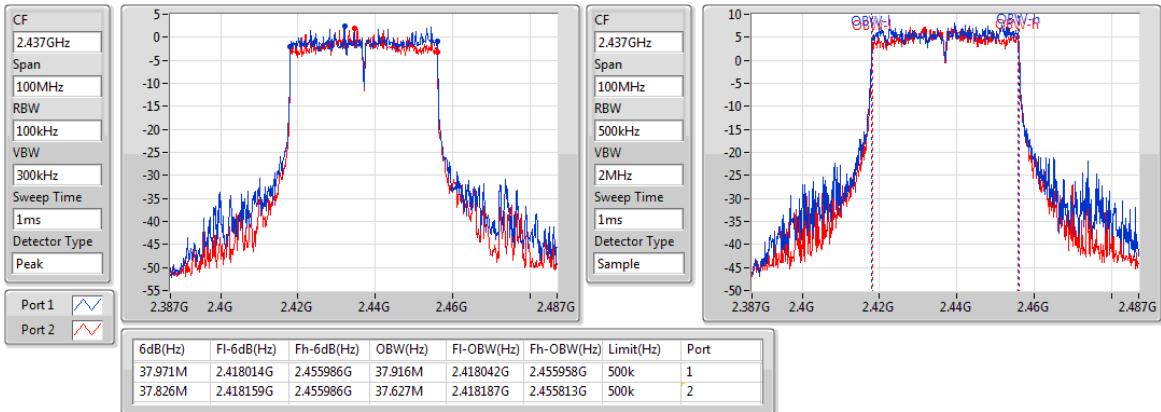 CF
2.437GHz
Span
100MHz
RBW
100kHz
VBW
300kHz
Sweep Time
1ms
Detector Type
Peak
Port 1
Port 2
5
0
-5
-10
-15
-20
-25
-30
-35
-40
-45
-50
-55
2.387G 2.4G 2.42G 2.44G 2.46G 2.487G
CF
2.437GHz
Span
100MHz
RBW
500kHz
VBW
2MHz
Sweep Time
1ms
Detector Type
Sample
OBW-l OBW-h
OBW-l OBW-h
10
5
0
-5
-10
-15
-20
-25
-30
-35
-40
-45
-50
2.387G 2.4G 2.42G 2.44G 2.46G 2.487G
6dB(Hz) Fl-6dB(Hz) Fh-6dB(Hz) OBW(Hz) Fl-OBW(Hz) Fh-OBW(Hz) Limit(Hz) Port
37.971M 2.418014G 2.455986G 37.916M 2.418042G 2.455958G 500k 1
37.826M 2.418159G 2.455986G 37.627M 2.418187G 2.455813G 500k 2